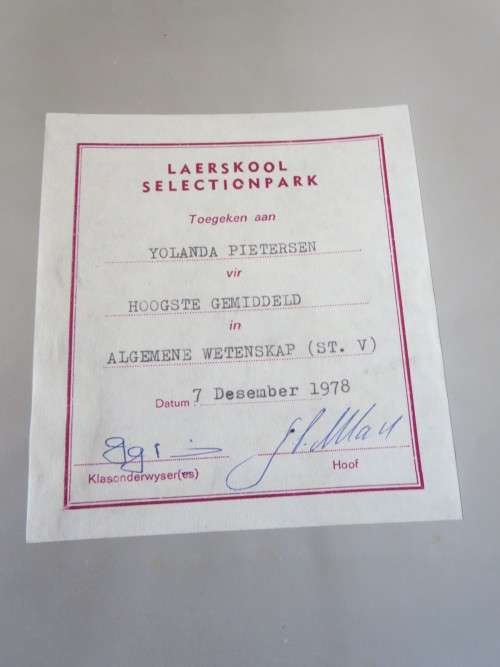 LAERSKOOL
SELECTIONPARK
Toegeken aan
YOLANDA PIETERSEN
vir
HOOGSTE GEMIDDELD
in
ALGEMENE WETENSKAP (ST. V)
Datum : 7 Desember 1978
Klasonderwyser(es) Hoof